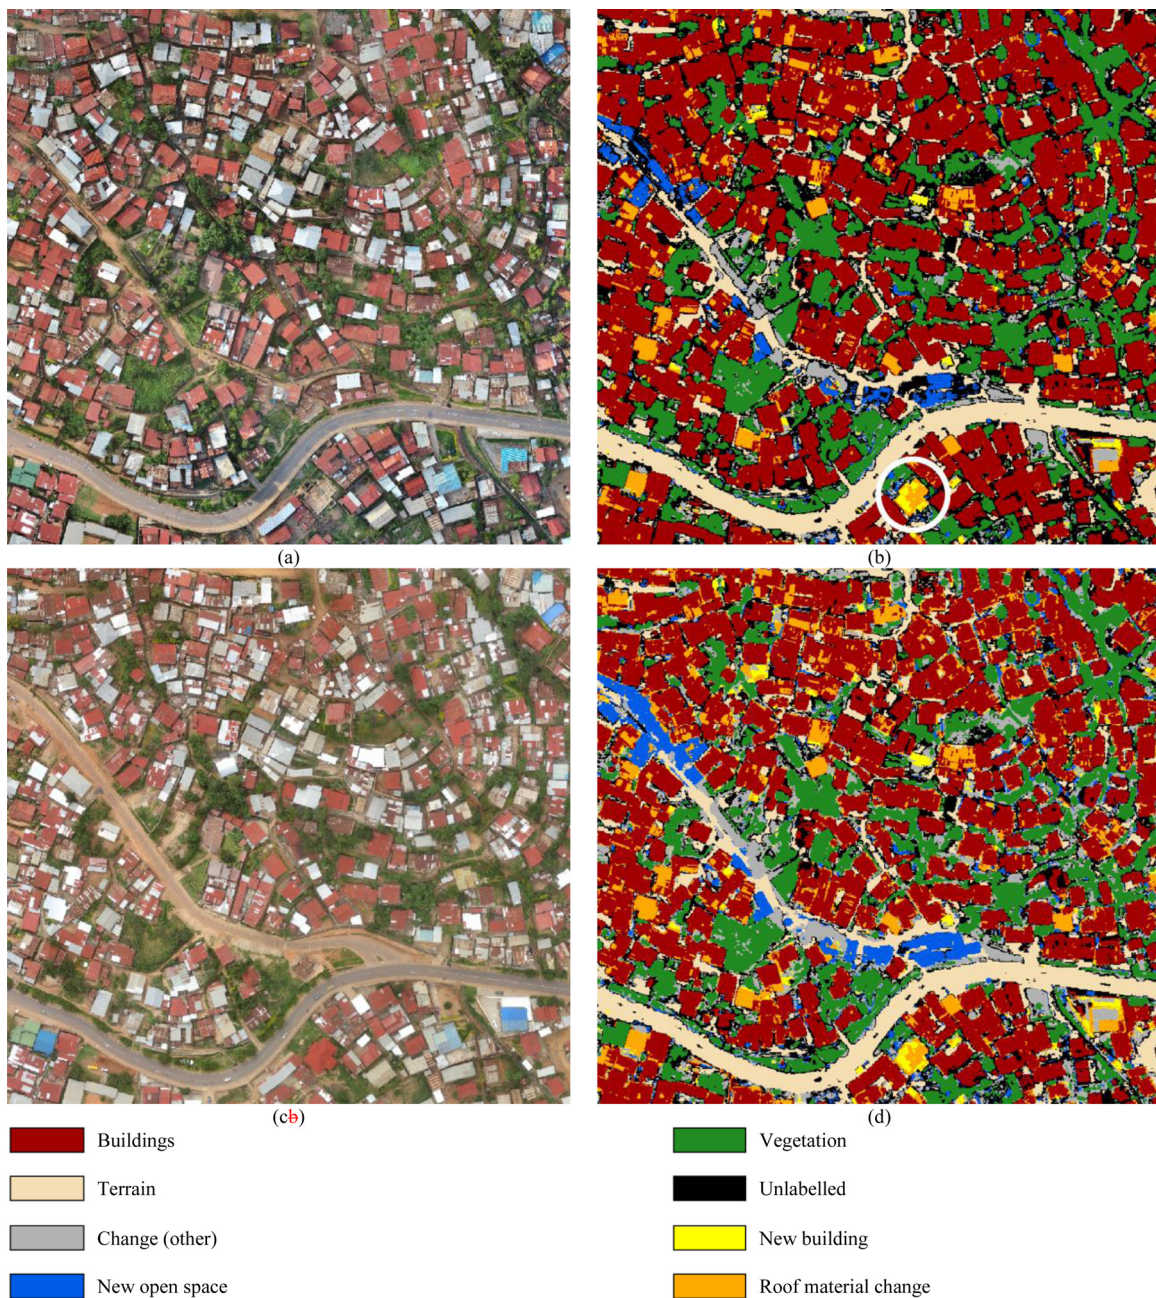 (a)
(b)
(cb)
(d)
Buildings
Vegetation
Terrain
Unlabelled
Change (other)
New building
New open space
Roof material change